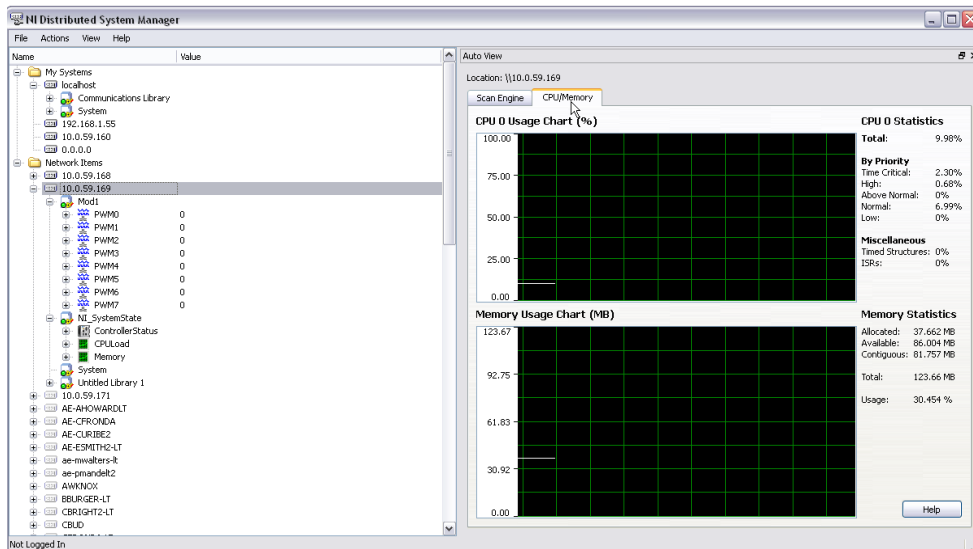 NI Distributed System Manager
File Actions View Help
Name Value
My Systems
localhost
Communications Library
System
192.168.1.55
10.0.59.160
0.0.0.0
Network Items
10.0.59.168
10.0.59.169
Mod1
PWM0 0
PWM1 0
PWM2 0
PWM3 0
PWM4 0
PWM5 0
PWM6 0
PWM7 0
NI_SystemState
ControllerStatus
CPULoad
Memory
System
Untitled Library 1
10.0.59.171
AE-AHOWARDLT
AE-CFRONDA
AE-CURIBE2
AE-ESMITH2-LT
ae-mwalters-lt
ae-pmandelt2
AWKNOX
BBURGER-LT
CBRIGHT2-LT
CBUD
Not Logged In
Auto View
Location: \\10.0.59.169
Scan Engine CPU/Memory
CPU 0 Usage Chart (%)
100.00
75.00
50.00
25.00
0.00
CPU 0 Statistics
Total: 9.98%
By Priority
Time Critical: 2.30%
High: 0.68%
Above Normal: 0%
Normal: 6.99%
Low: 0%
Miscellaneous
Timed Structures: 0%
ISRs: 0%
Memory Usage Chart (MB)
123.67
92.75
61.83
30.92
0.00
Memory Statistics
Allocated: 37.662 MB
Available: 86.004 MB
Contiguous: 81.757 MB
Total: 123.66 MB
Usage: 30.454 %
Help